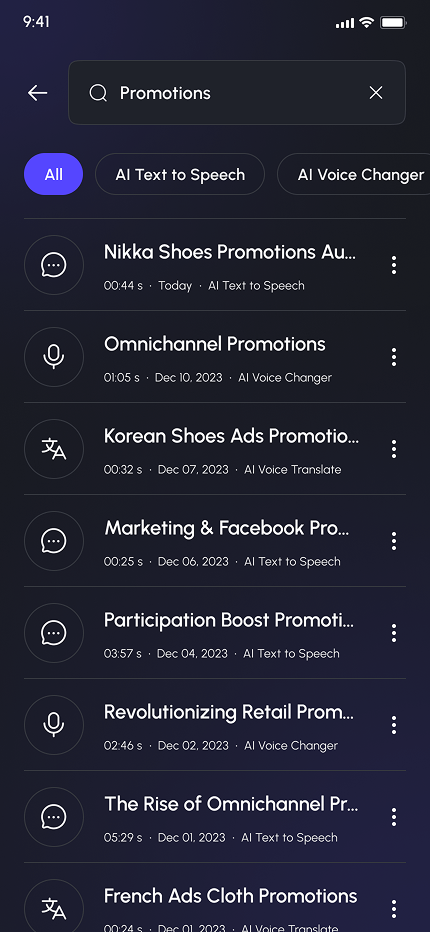 9:41
Promotions
All
AI Text to Speech
AI Voice Changer
Nikka Shoes Promotions Au...
00:44 s · Today · AI Text to Speech
Omnichannel Promotions
01:05 s · Dec 10, 2023 · AI Voice Changer
Korean Shoes Ads Promotio...
00:32 s · Dec 07, 2023 · AI Voice Translate
Marketing & Facebook Pro...
00:25 s · Dec 06, 2023 · AI Text to Speech
Participation Boost Promoti...
03:57 s · Dec 04, 2023 · AI Text to Speech
Revolutionizing Retail Prom...
02:46 s · Dec 02, 2023 · AI Voice Changer
The Rise of Omnichannel Pr...
05:29 s · Dec 01, 2023 · AI Text to Speech
French Ads Cloth Promotions
00:24 s · Dec 01, 2023 · AI Voice Translate